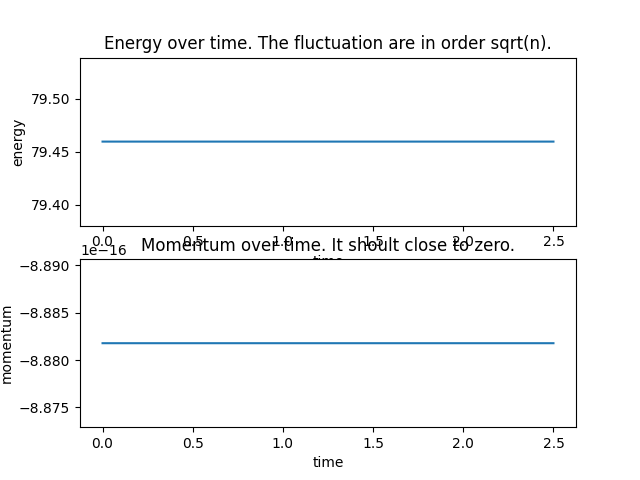 Energy over time. The fluctuation are in order sqrt(n).
79.50
79.45
79.40
energy
0.0 0.5 1.0 1.5 2.0 2.5
time
1e−16
Momentum over time. It shoult close to zero.
−8.890
−8.885
−8.880
−8.875
momentum
0.0 0.5 1.0 1.5 2.0 2.5
time